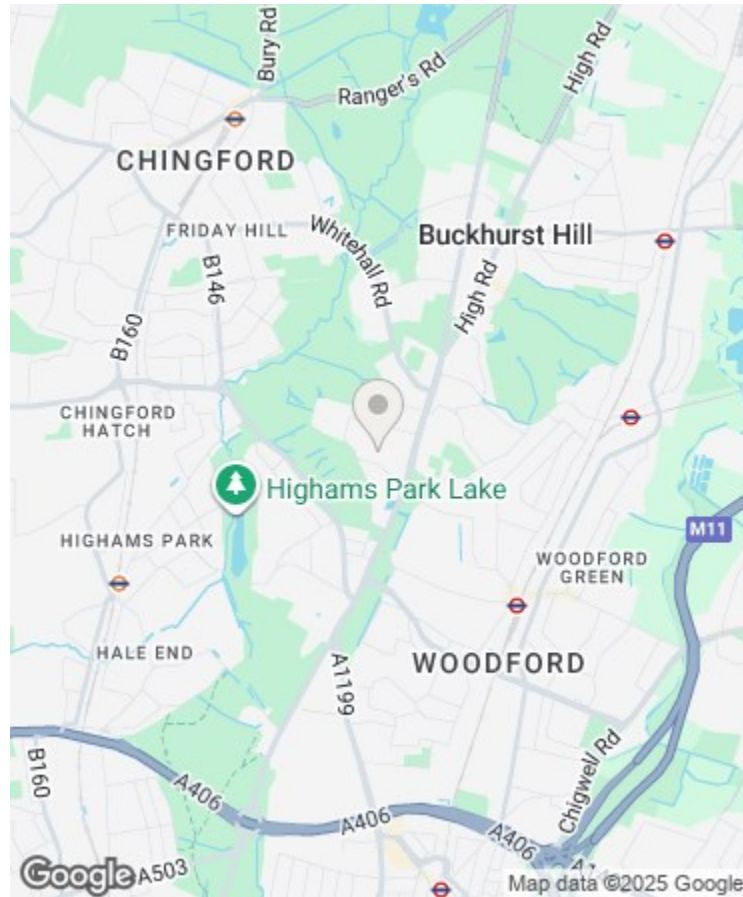 Bury Rd
Ranger's Rd
High Rd
CHINGFORD
FRIDAY HILL
Whitehall Rd
Buckhurst Hill
B146
High Rd
B160
CHINGFORD
HATCH
Highams Park Lake
M11
HIGHAMS PARK
WOODFORD
GREEN
HALE END
WOODFORD
A1199
B160
A406
A406
Chigwell Rd
A406
A503
Google
Map data ©2025 Google